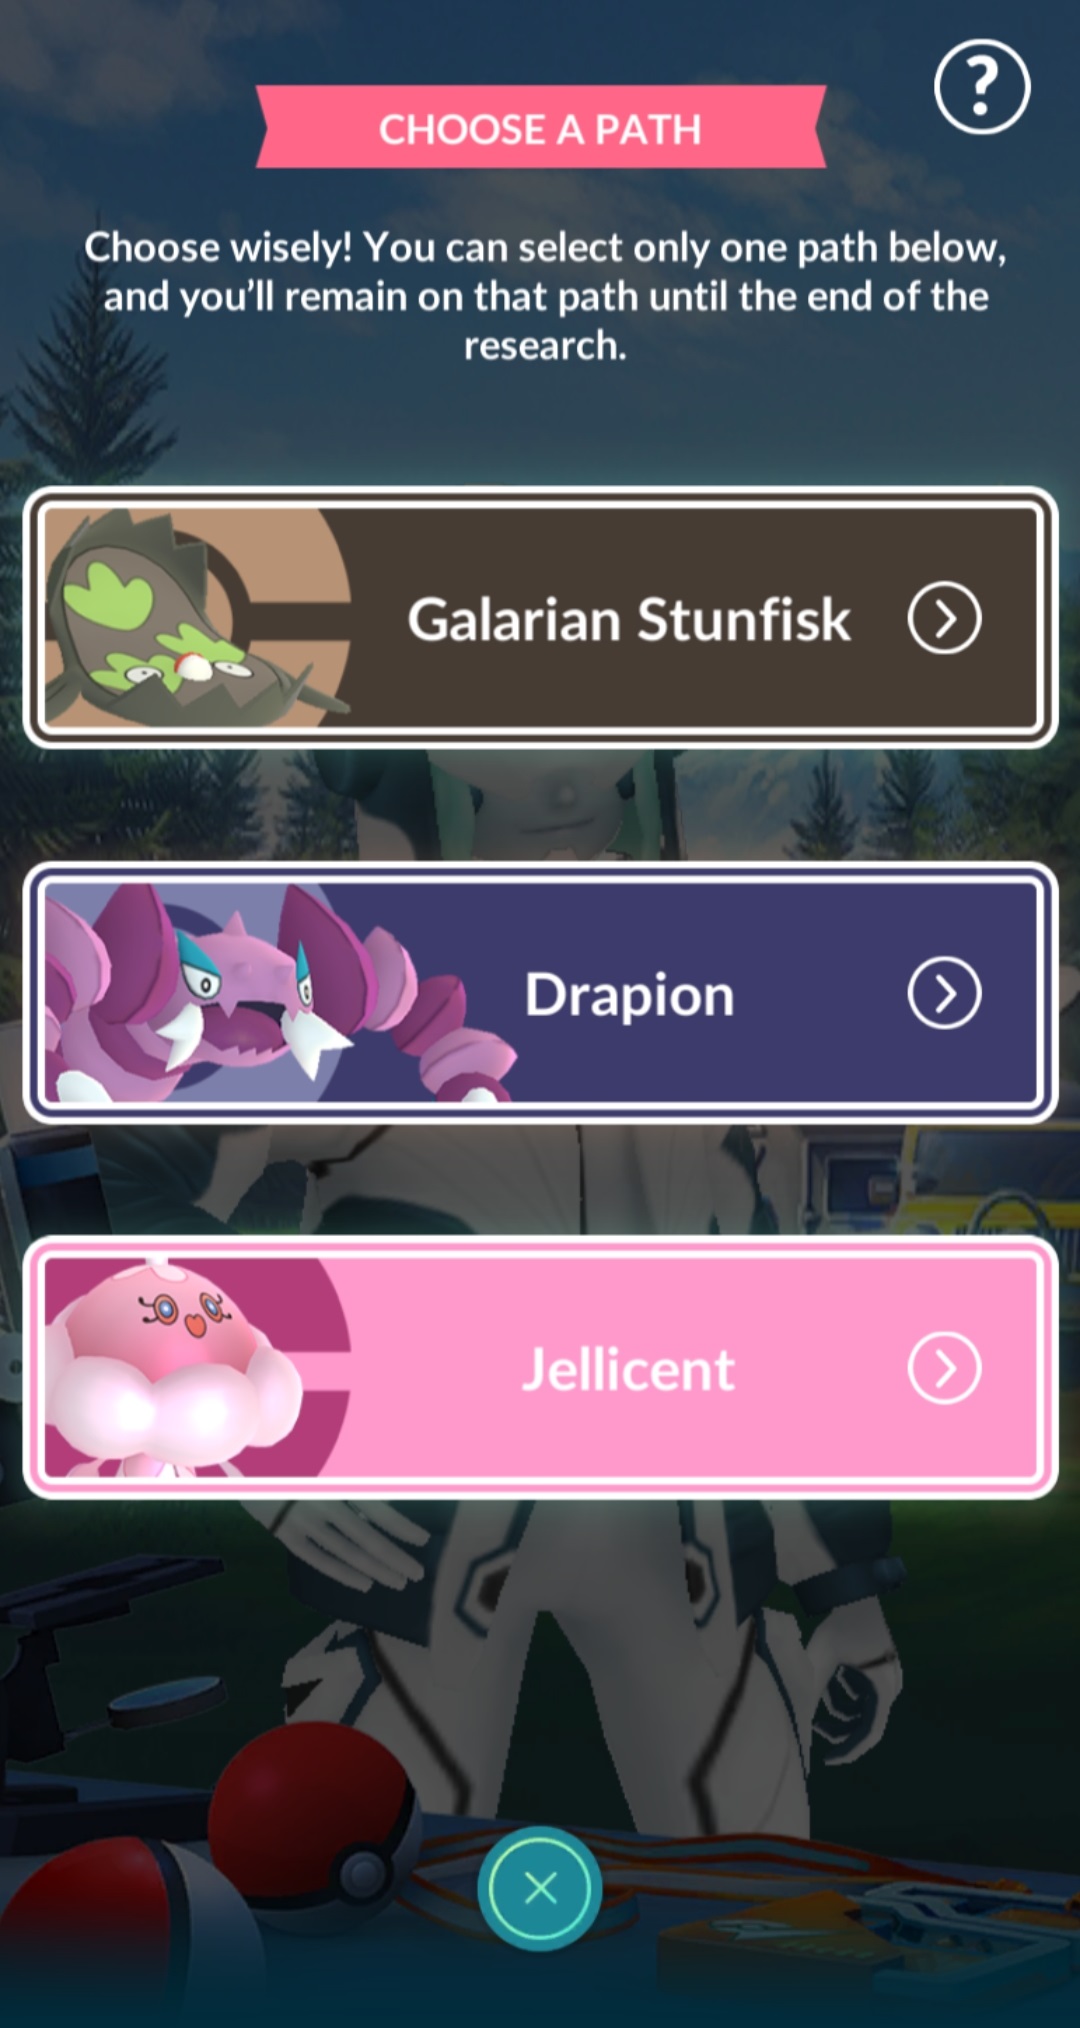 ?
CHOOSE A PATH
Choose wisely! You can select only one path below,
and you’ll remain on that path until the end of the
research.
Galarian Stunfisk
Drapion
Jellicent